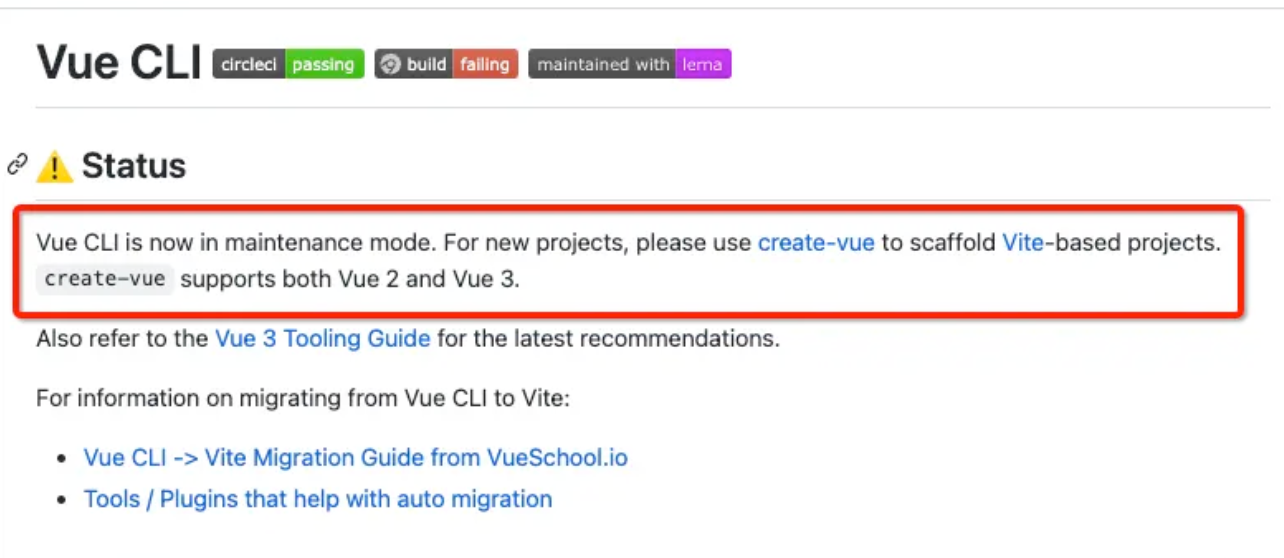 Vue CLI circleci passing build failing maintained with lerna
⚠️ Status
Vue CLI is now in maintenance mode. For new projects, please use create-vue to scaffold Vite-based projects.
create-vue supports both Vue 2 and Vue 3.
Also refer to the Vue 3 Tooling Guide for the latest recommendations.
For information on migrating from Vue CLI to Vite:
• Vue CLI -> Vite Migration Guide from VueSchool.io
• Tools / Plugins that help with auto migration